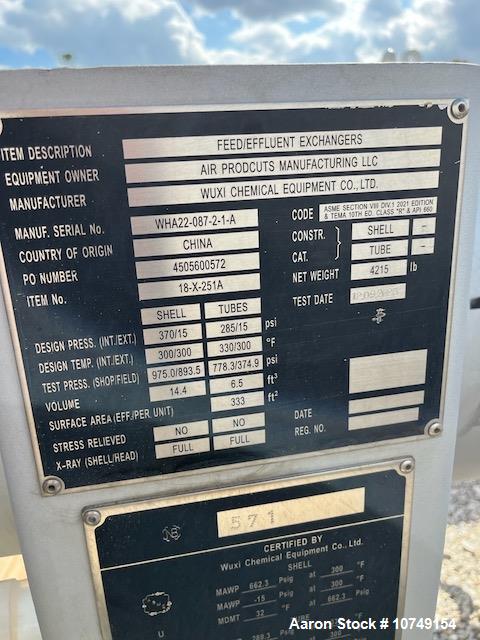 ITEM DESCRIPTION FEED/EFFLUENT EXCHANGERS
EQUIPMENT OWNER AIR PRODCUTS MANUFACTURING LLC
MANUFACTURER WUXI CHEMICAL EQUIPMENT CO., LTD.
MANUF. SERIAL No. WHA22-087-2-1-A CODE ASME SECTION VIII DIV.1 2021 EDITION & TEMA 10TH ED. CLASS "R" & API 660
COUNTRY OF ORIGIN CHINA CONSTR. SHELL -
PO NUMBER 4505600572 CAT. TUBE -
ITEM No. 18-X-251A NET WEIGHT 4215 lb
SHELL TUBES TEST DATE
DESIGN PRESS. (INT./EXT.) 370/15 285/15 psi
DESIGN TEMP. (INT./EXT.) 300/300 330/300 °F
TEST PRESS. (SHOP/FIELD) 975.0/893.5 778.3/374.9 psi
VOLUME 14.4 6.5 ft³
SURFACE AREA (EFF./PER. UNIT) 333 ft²
STRESS RELIEVED NO NO DATE
X-RAY (SHELL/HEAD) FULL FULL REG. NO.
NB 571
CERTIFIED BY
Wuxi Chemical Equipment Co., Ltd.
SHELL
MAWP 662.3 Psig at 300 °F
MAWP -15 Psig at 300 °F
U MDMT 32 °F at 662.3 Psig
Aaron Stock # 10749154